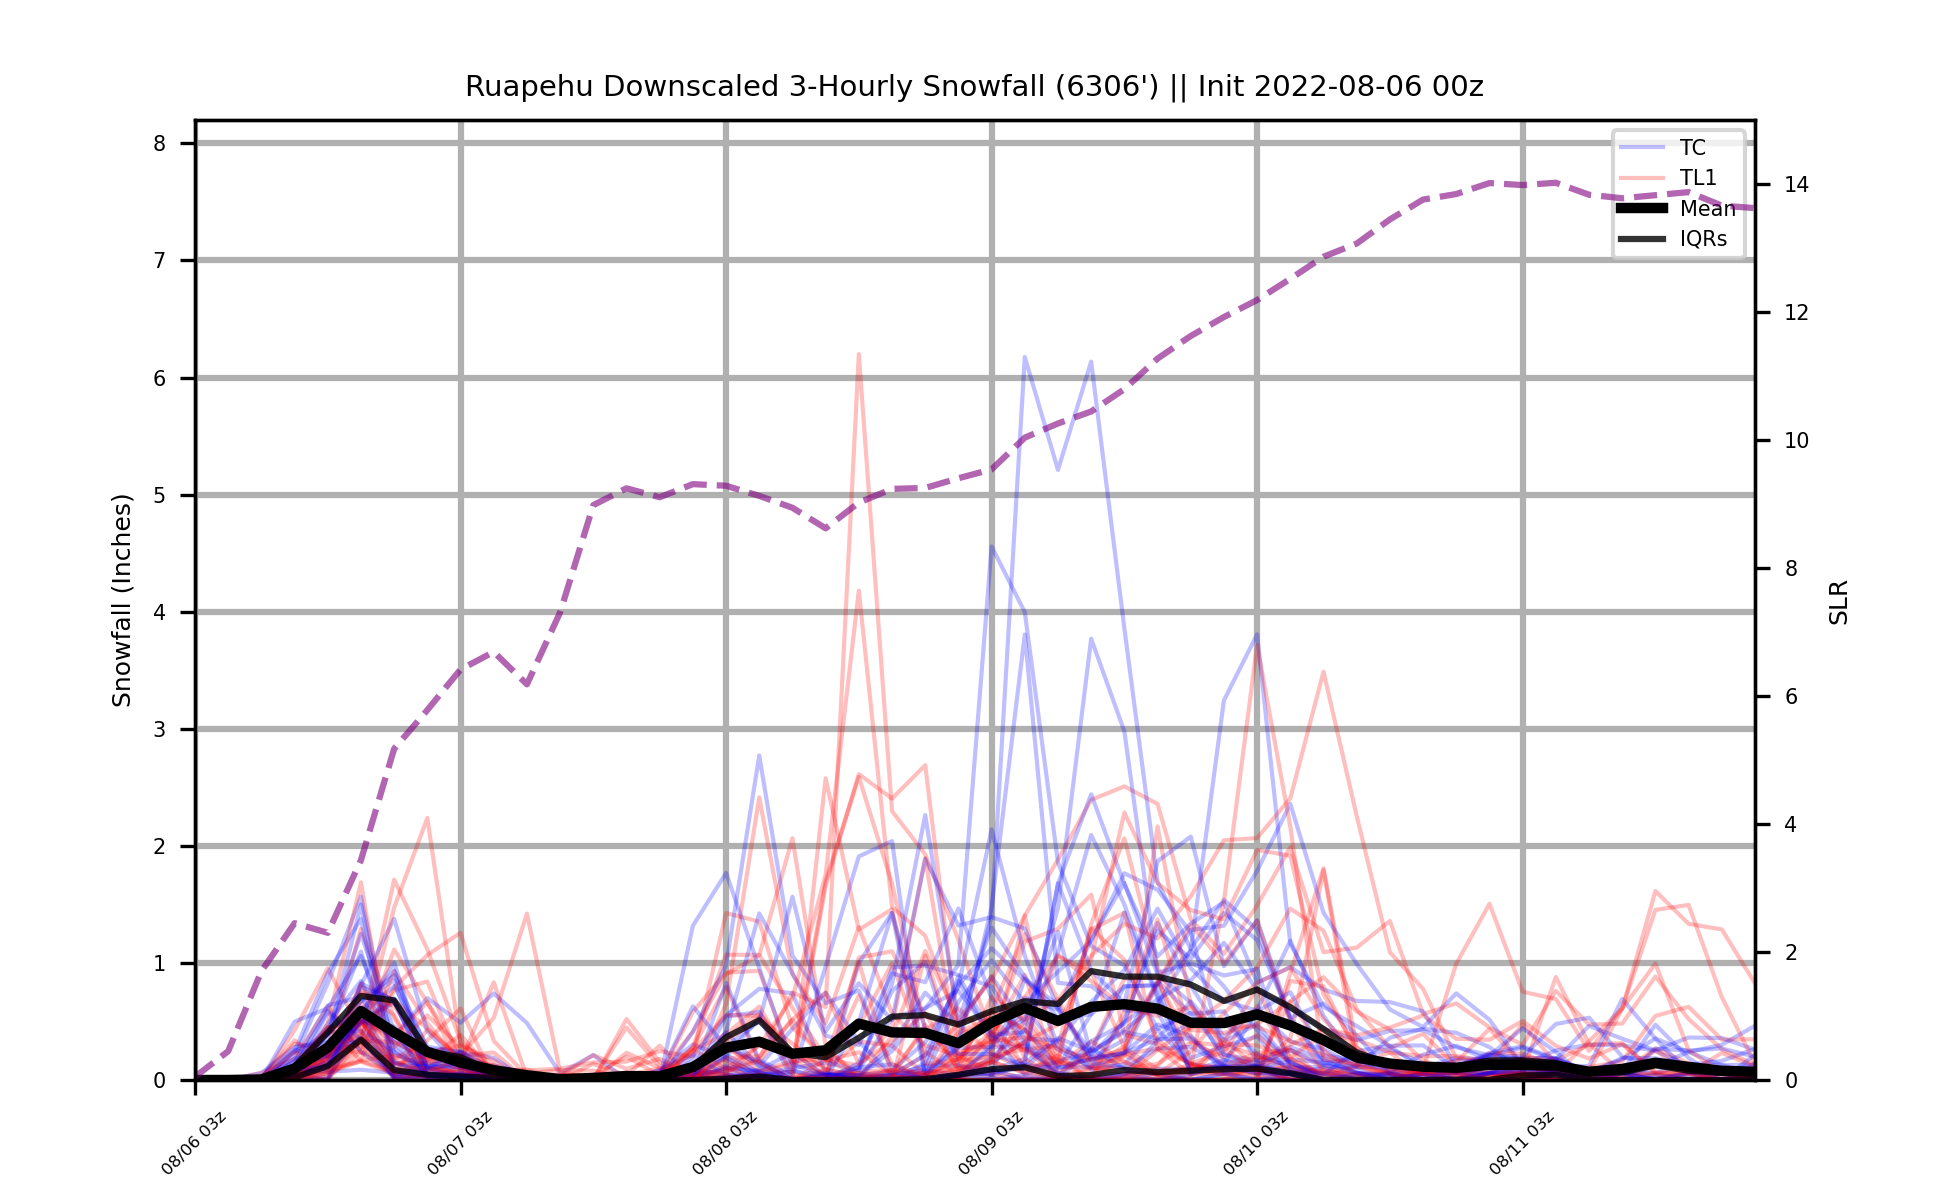 Ruapehu Downscaled 3-Hourly Snowfall (6306') || Init 2022-08-06 00z
TC
TL1
Mean
IQRs
Snowfall (Inches)
8
7
6
5
4
3
2
1
0
14
12
10
8
6
4
2
0
SLR
08/06 03z
08/07 03z
08/08 03z
08/09 03z
08/10 03z
08/11 03z